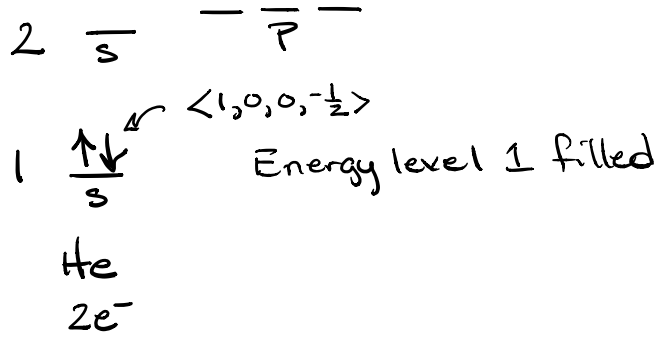 2 s p
<1,0,0,-½>
1 ↑↓ s Energy level 1 filled
He
2e⁻